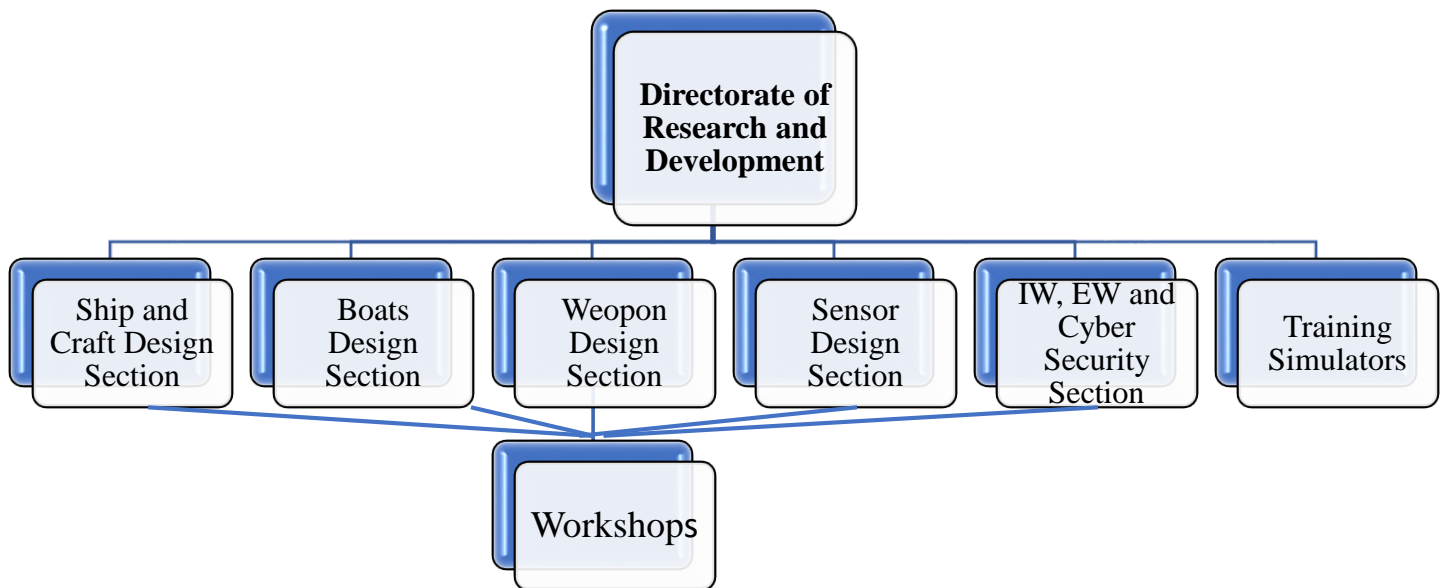 Directorate of
Research and
Development
Ship and
Craft Design
Section
Boats
Design
Section
Weopon
Design
Section
Sensor
Design
Section
IW, EW and
Cyber
Security
Section
Training
Simulators
Workshops